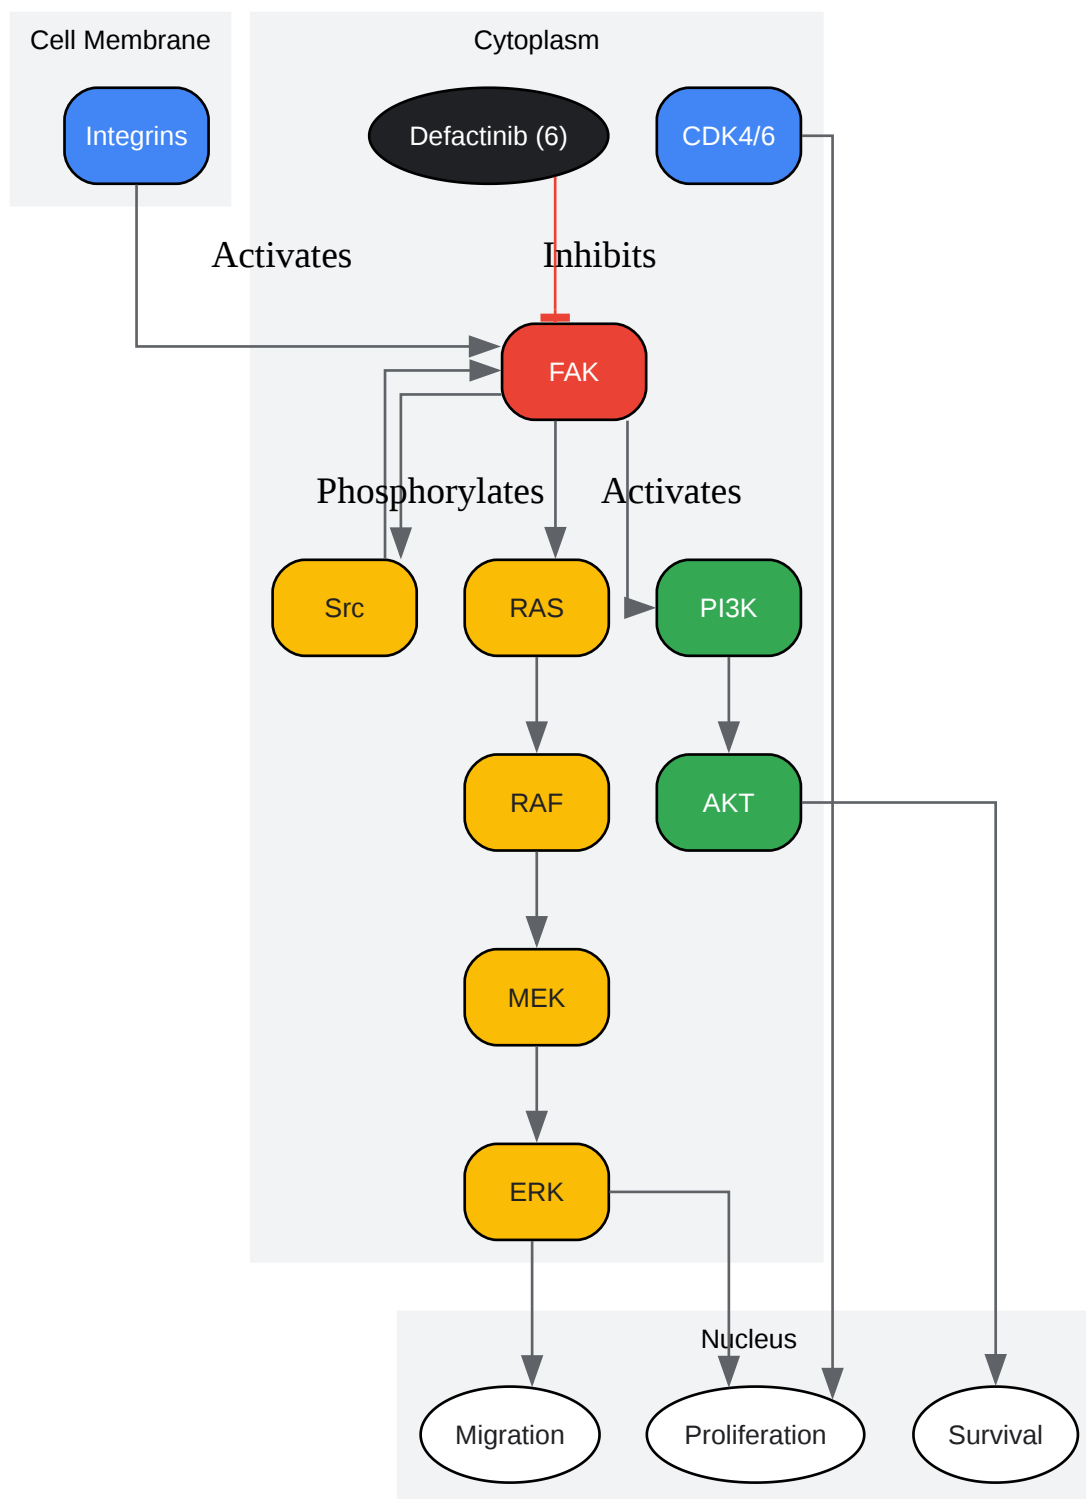 Cell Membrane
Cytoplasm
Integrins
Defactinib (6)
CDK4/6
Activates
Inhibits
FAK
Phosphorylates
Activates
Src
RAS
PI3K
RAF
AKT
MEK
ERK
Nucleus
Migration
Proliferation
Survival